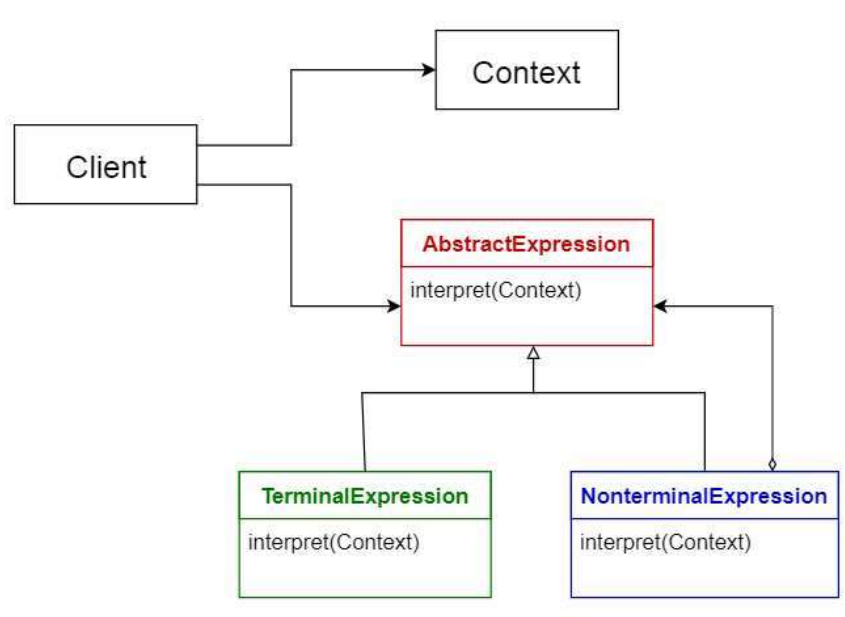 Context
Client
AbstractExpression
interpret(Context)
TerminalExpression
interpret(Context)
NonterminalExpression
interpret(Context)